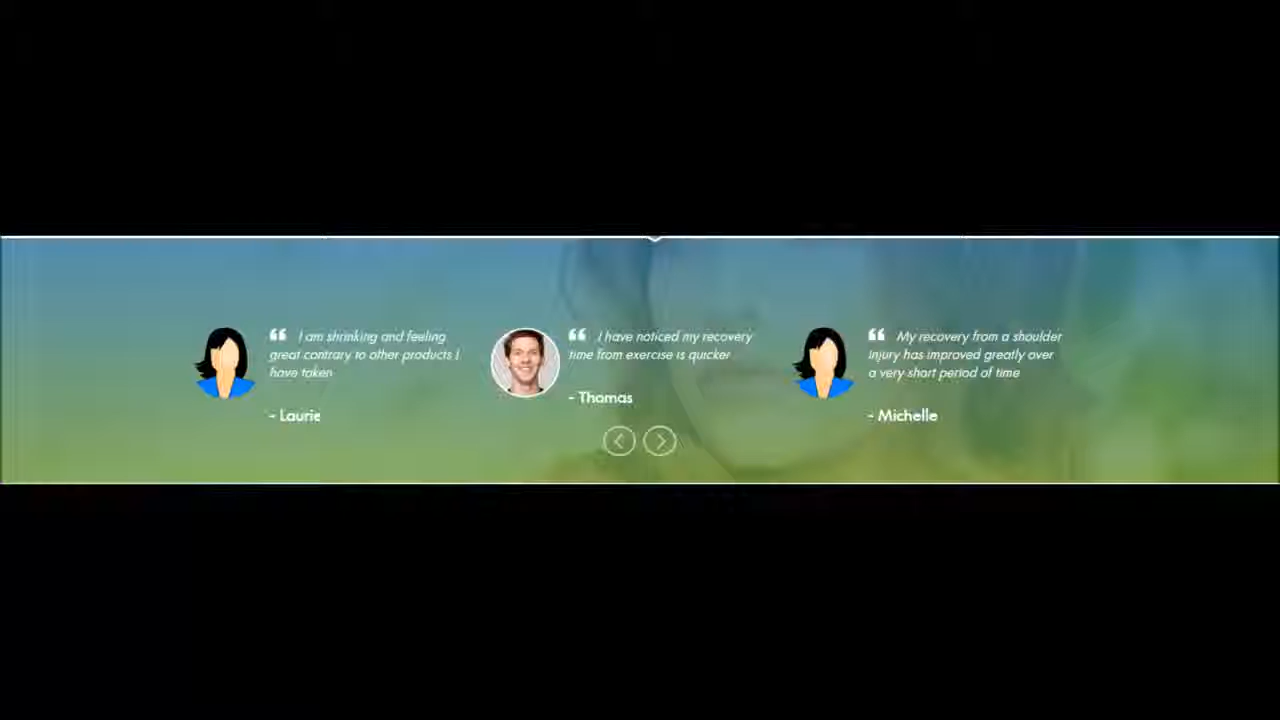 ❝ I am shrinking and feeling
great contrary to other products I
have taken
- Laurie
❝ I have noticed my recovery
time from exercise is quicker
- Thomas
❝ My recovery from a shoulder
injury has improved greatly over
a very short period of time
- Michelle